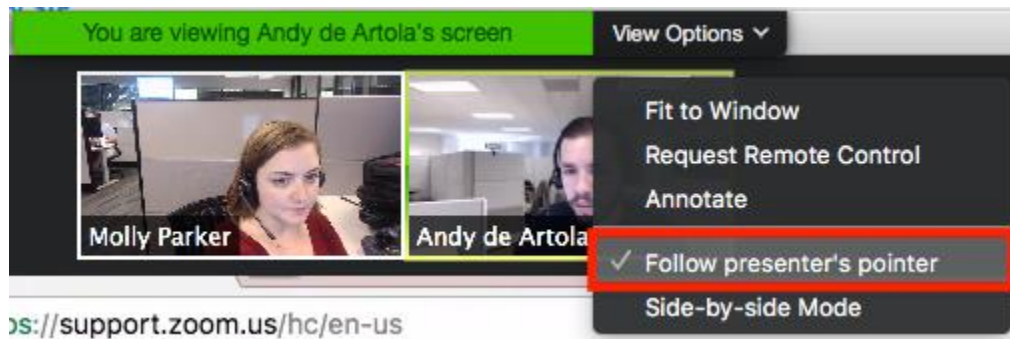 You are viewing Andy de Artola's screen
View Options
Fit to Window
Request Remote Control
Annotate
Follow presenter's pointer
Side-by-side Mode
Molly Parker
Andy de Artola
os://support.zoom.us/hc/en-us